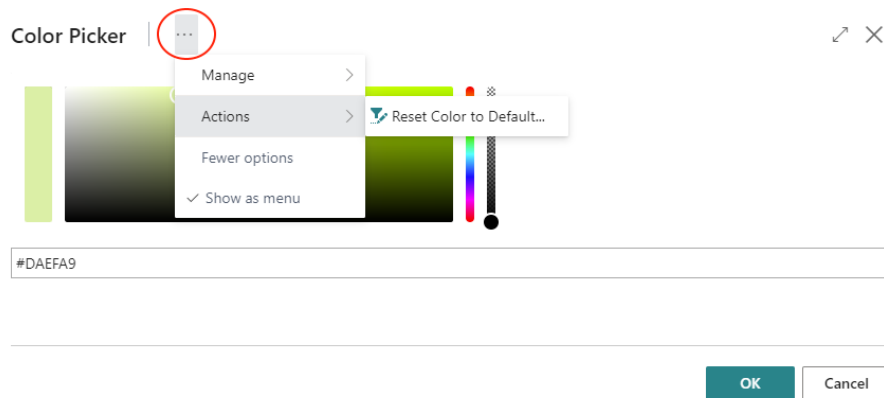 Color Picker
...
Manage
Actions
Reset Color to Default...
Fewer options
Show as menu
#DAEFA9
OK
Cancel